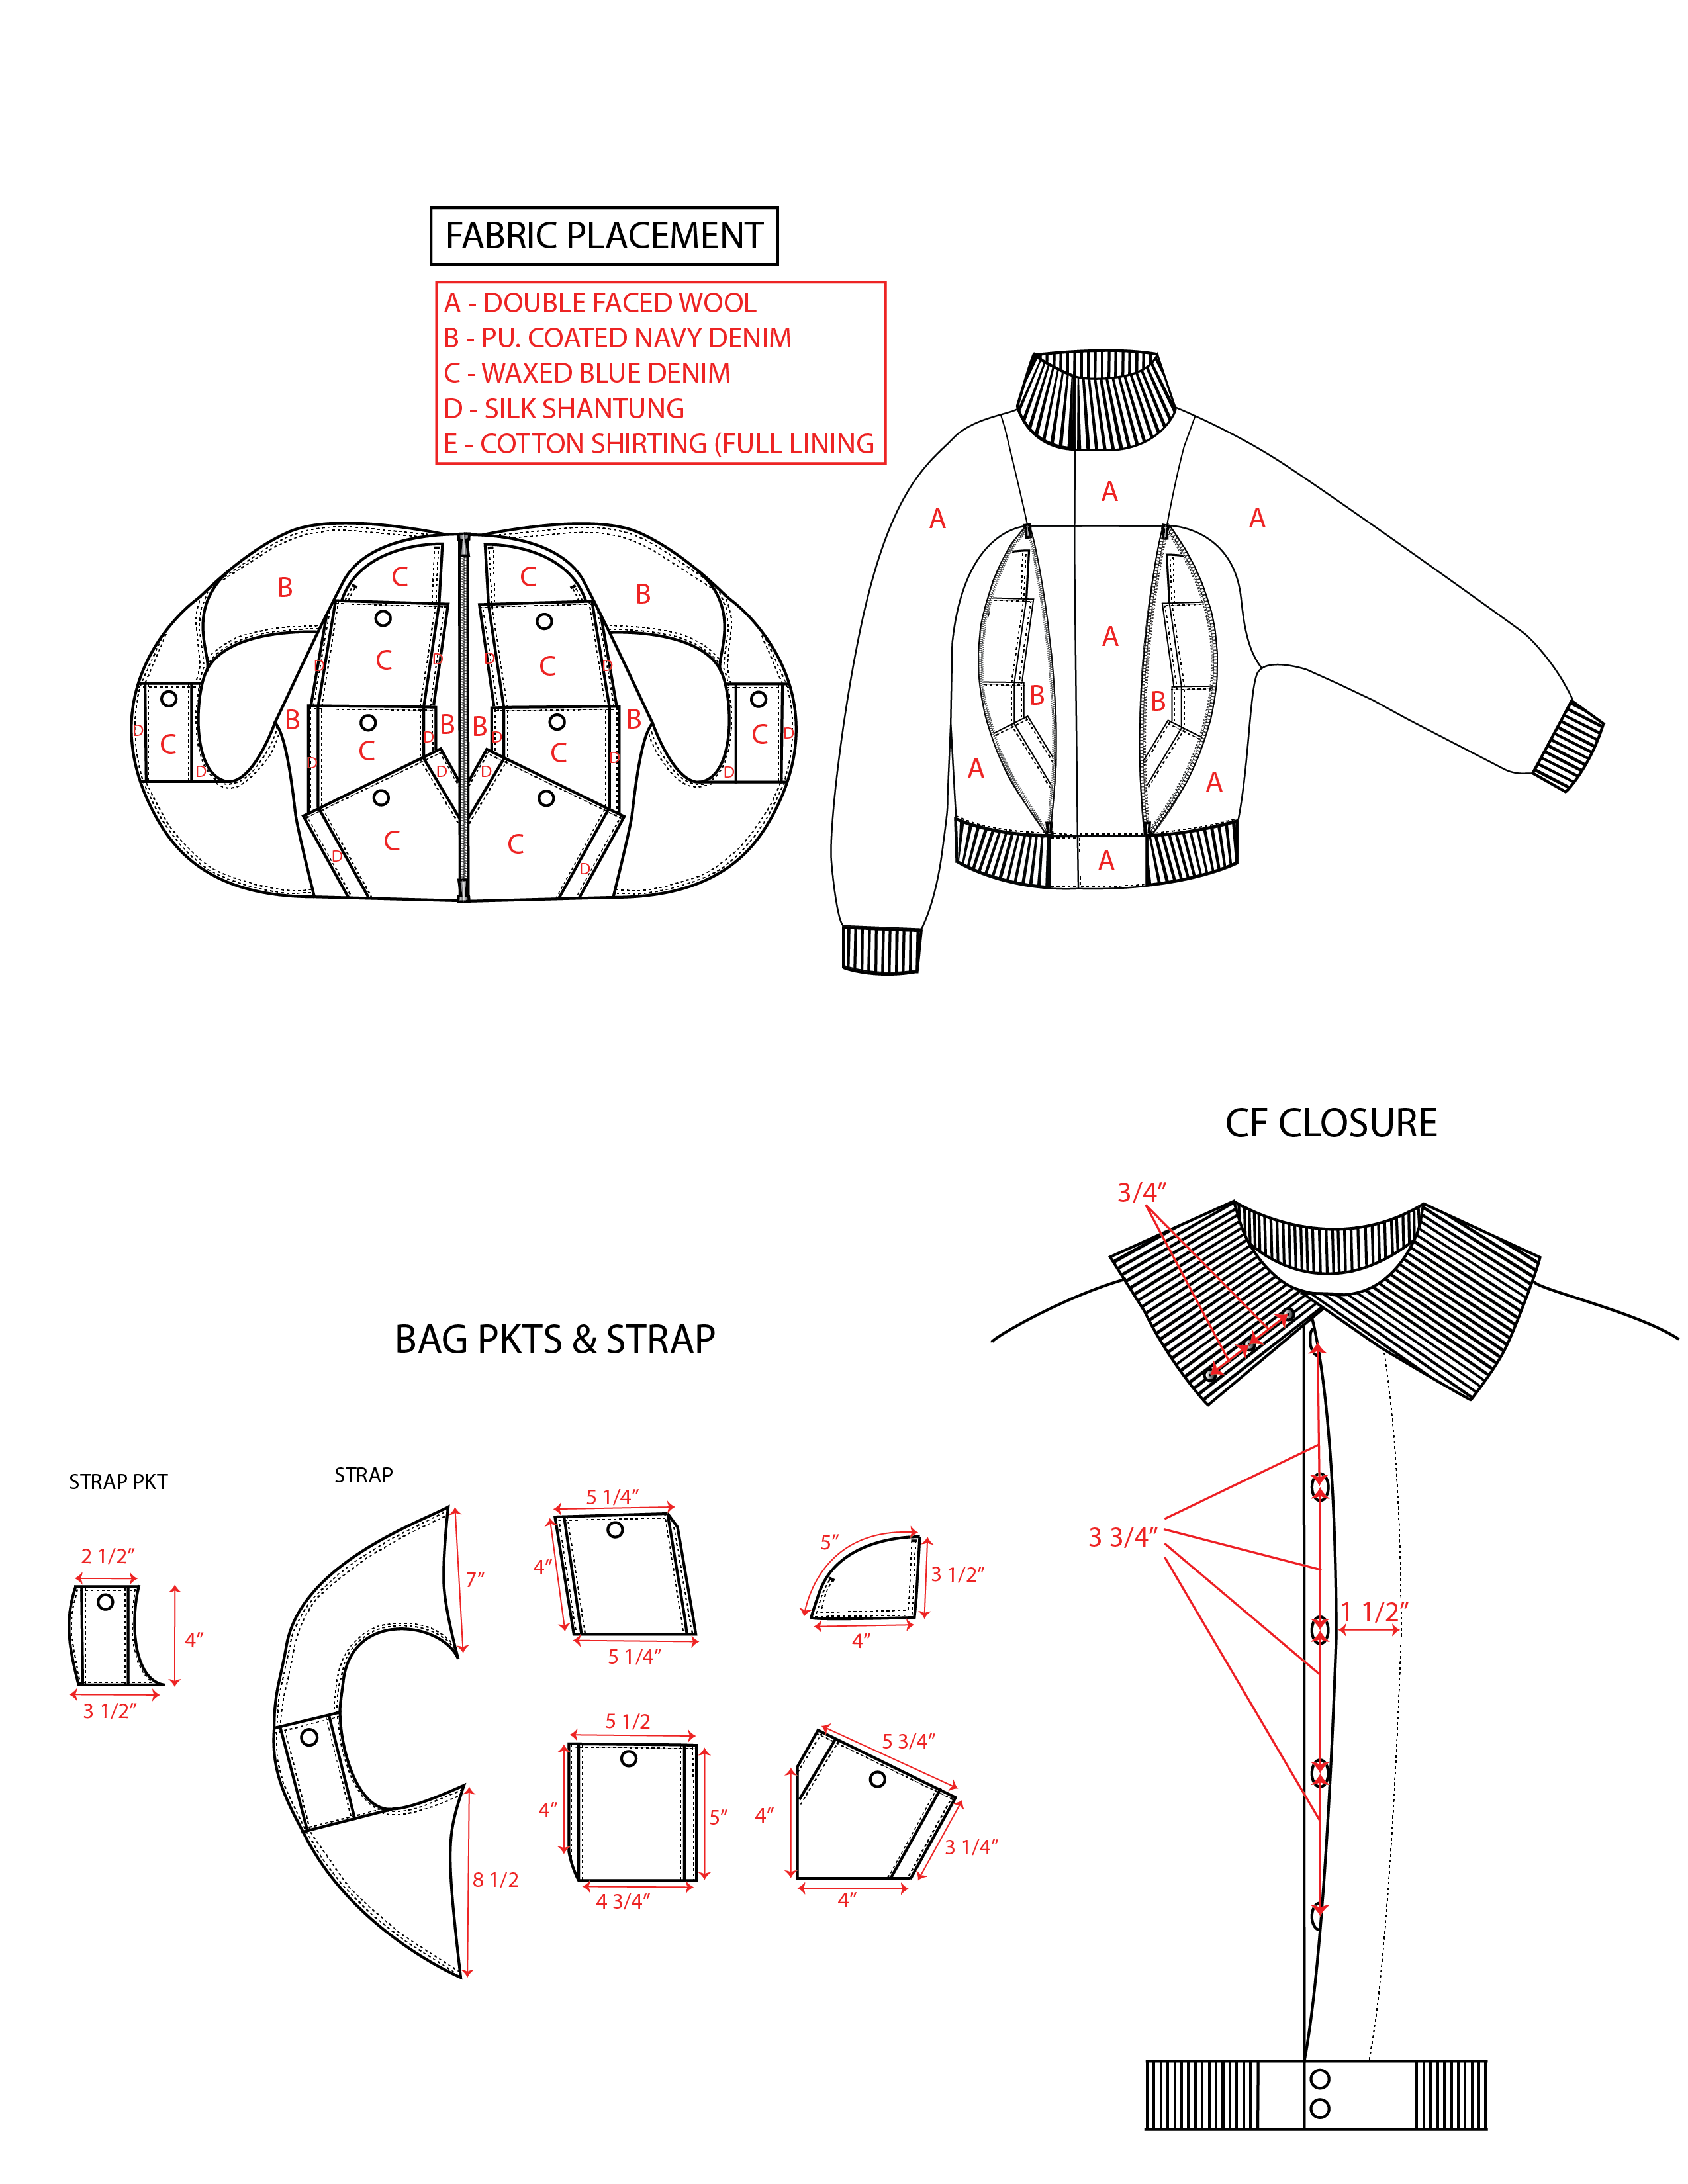 FABRIC PLACEMENT
A - DOUBLE FACED WOOL
B - PU. COATED NAVY DENIM
C - WAXED BLUE DENIM
D - SILK SHANTUNG
E - COTTON SHIRTING (FULL LINING
B
C
C
B
D
C
D
D
C
D
D
C
D
B
D
C
D
B
B
D
C
D
B
D
C
D
D
D
D
C
C
D
A
A
A
A
B
B
A
A
A
CF CLOSURE
3/4”
3 3/4”
1 1/2”
BAG PKTS & STRAP
STRAP PKT
2 1/2”
4”
3 1/2”
STRAP
7”
8 1/2
5 1/4”
4”
5 1/4”
5”
3 1/2”
4”
5 1/2
4”
5”
4 3/4”
5 3/4”
4”
3 1/4”
4”